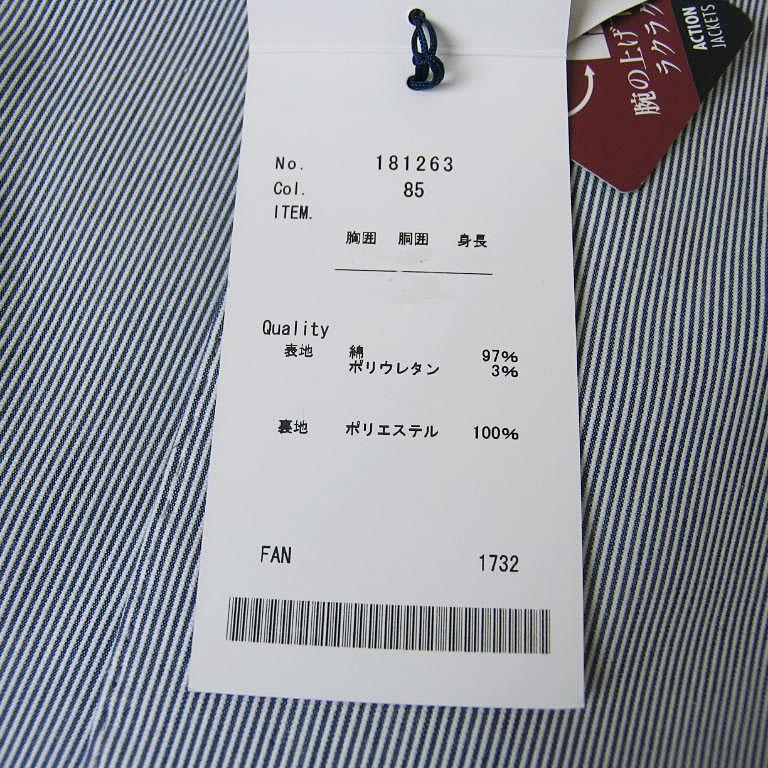 No. 181263
Col. 85
ITEM.
胸囲 胴囲 身長
Quality
表地 綿 97%
ポリウレタン 3%
裏地 ポリエステル 100%
FAN 1732
腕の上げ
ラクラク
ACTION
JACKETS